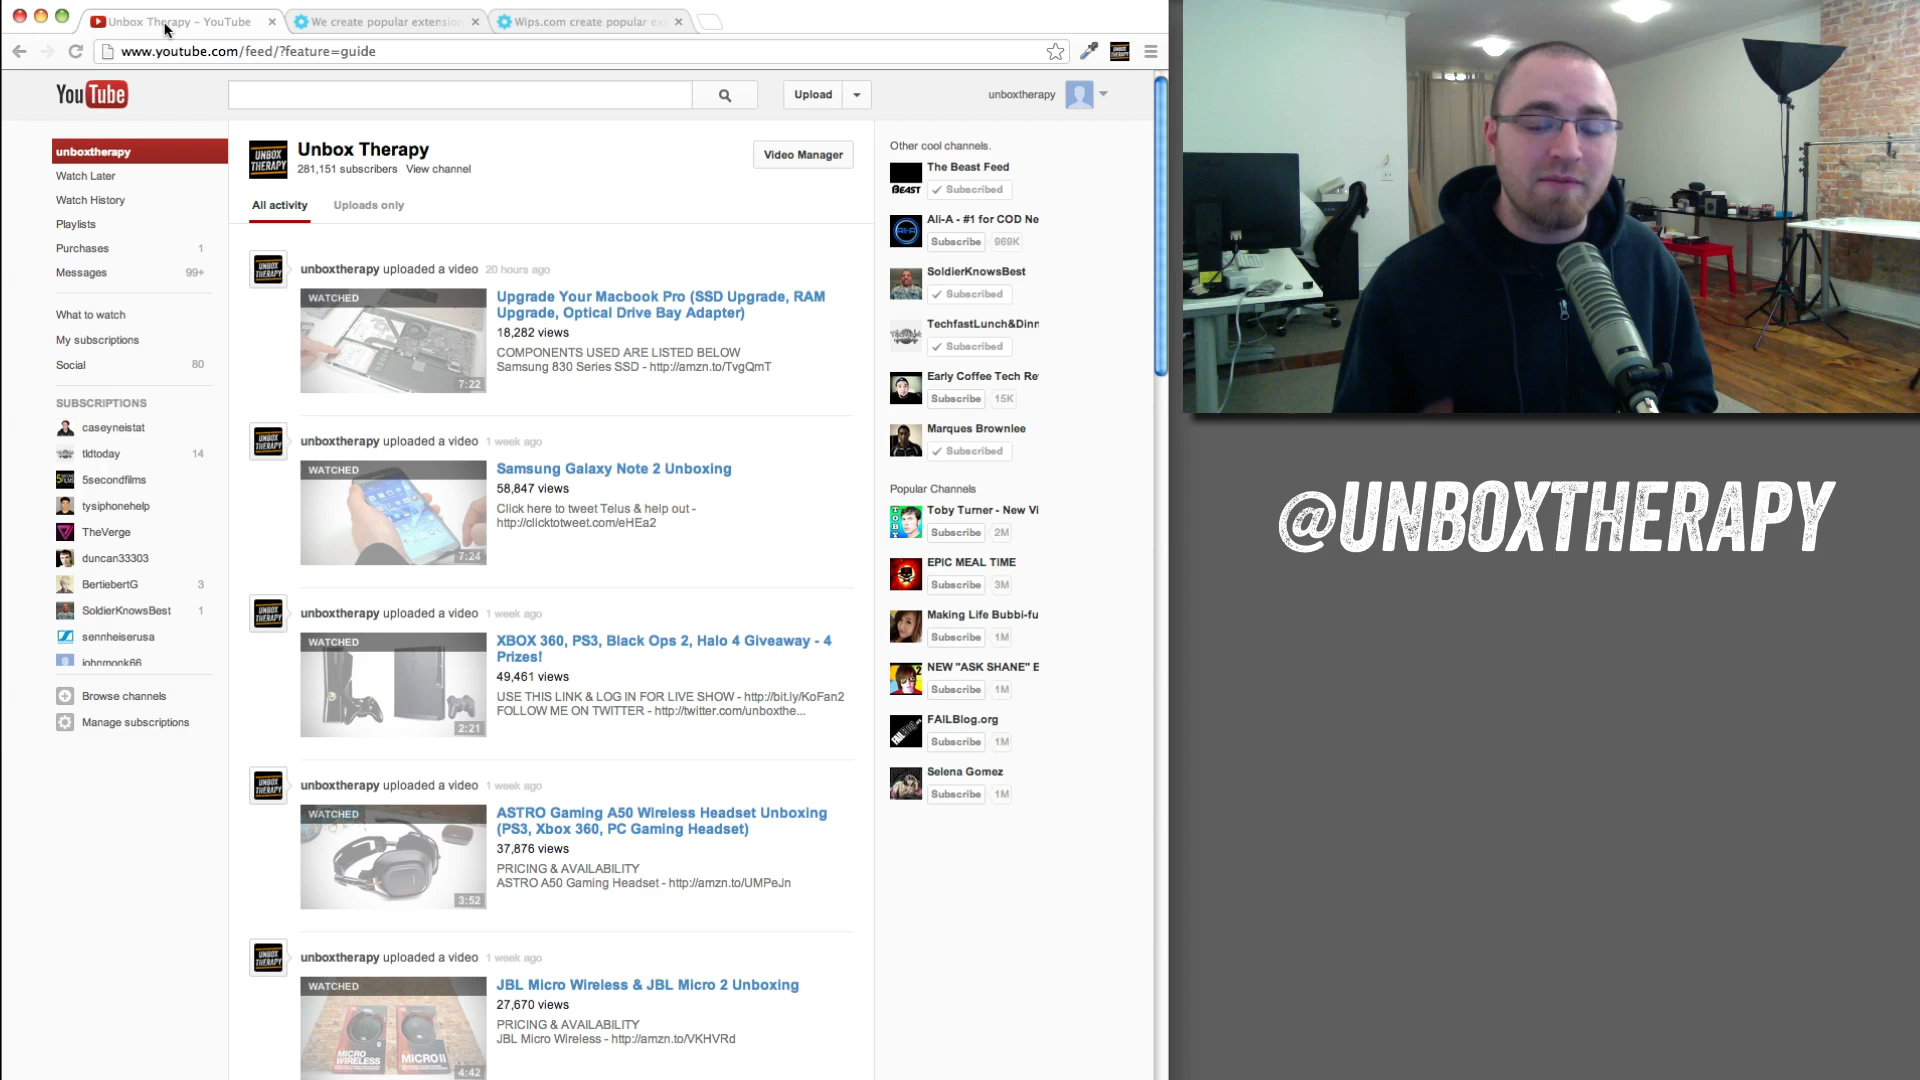 Unbox Therapy - YouTube
We create popular extension
Wips.com create popular ex
www.youtube.com/feed/?feature=guide
YouTube
Upload
unboxtherapy
unboxtherapy
Watch Later
Watch History
Playlists
Purchases 1
Messages 99+
What to watch
My subscriptions
Social 80
SUBSCRIPTIONS
caseyneistat
tldtoday 14
5secondfilms
tysiphonehelp
TheVerge
duncan33303
BertiebertG 3
SoldierKnowsBest 1
sennheiserusa
johnmonk66
Browse channels
Manage subscriptions
UNBOX THERAPY
Unbox Therapy
281,151 subscribers View channel
Video Manager
All activity Uploads only
unboxtherapy uploaded a video 20 hours ago
WATCHED
7:22
Upgrade Your Macbook Pro (SSD Upgrade, RAM
Upgrade, Optical Drive Bay Adapter)
18,282 views
COMPONENTS USED ARE LISTED BELOW
Samsung 830 Series SSD - http://amzn.to/TvgQmT
unboxtherapy uploaded a video 1 week ago
WATCHED
7:24
Samsung Galaxy Note 2 Unboxing
58,847 views
Click here to tweet Telus & help out -
http://clicktotweet.com/eHEa2
unboxtherapy uploaded a video 1 week ago
WATCHED
2:21
XBOX 360, PS3, Black Ops 2, Halo 4 Giveaway - 4
Prizes!
49,461 views
USE THIS LINK & LOG IN FOR LIVE SHOW - http://bit.ly/KoFan2
FOLLOW ME ON TWITTER - http://twitter.com/unboxthe...
unboxtherapy uploaded a video 1 week ago
WATCHED
3:52
ASTRO Gaming A50 Wireless Headset Unboxing
(PS3, Xbox 360, PC Gaming Headset)
37,876 views
PRICING & AVAILABILITY
ASTRO A50 Gaming Headset - http://amzn.to/UMPeJn
unboxtherapy uploaded a video 1 week ago
WATCHED
MICRO WIRELESS
MICRO II
4:42
JBL Micro Wireless & JBL Micro 2 Unboxing
27,670 views
PRICING & AVAILABILITY
JBL Micro Wireless - http://amzn.to/VKHVRd
Other cool channels.
BEAST
The Beast Feed
Subscribed
Ali-A - #1 for COD Ne
Subscribe 969K
SoldierKnowsBest
Subscribed
TechfastLunch&Dinn
Subscribed
Early Coffee Tech Re
Subscribe 15K
Marques Brownlee
Subscribed
Popular Channels
Toby Turner - New Vi
Subscribe 2M
EPIC MEAL TIME
Subscribe 3M
Making Life Bubbi-fu
Subscribe 1M
NEW "ASK SHANE" E
Subscribe 1M
FAILBlog.org
Subscribe 1M
Selena Gomez
Subscribe 1M
@UNBOXTHERAPY